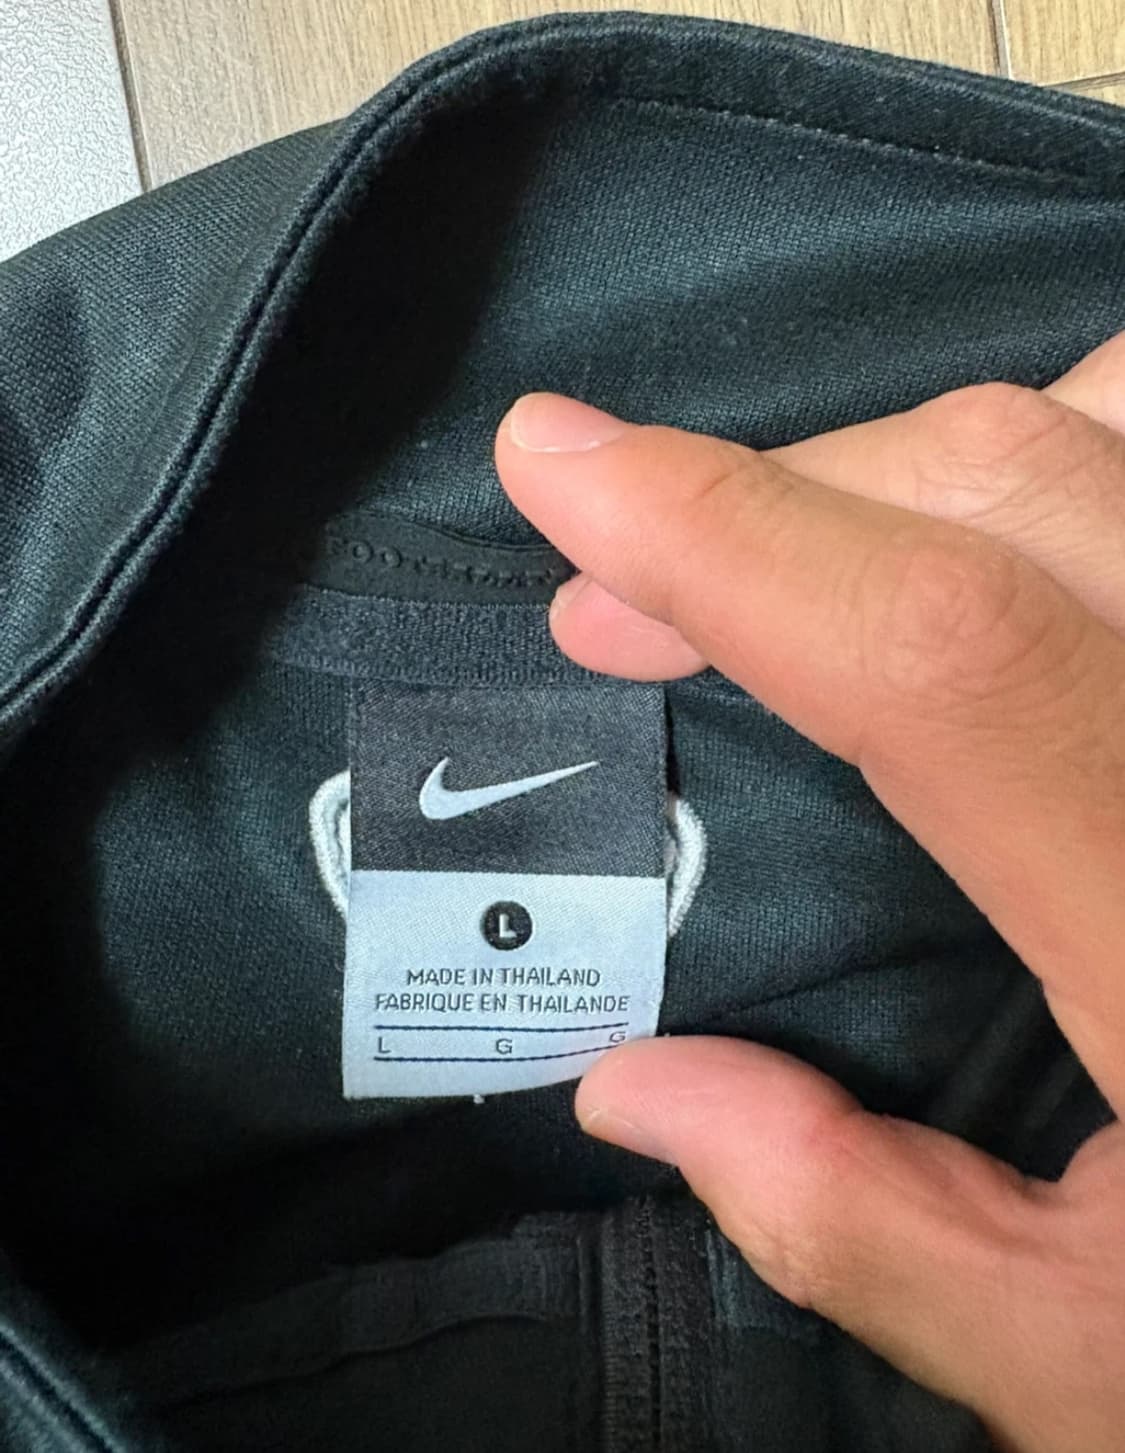 L
MADE IN THAILAND
FABRIQUE EN THAILANDE
L G G